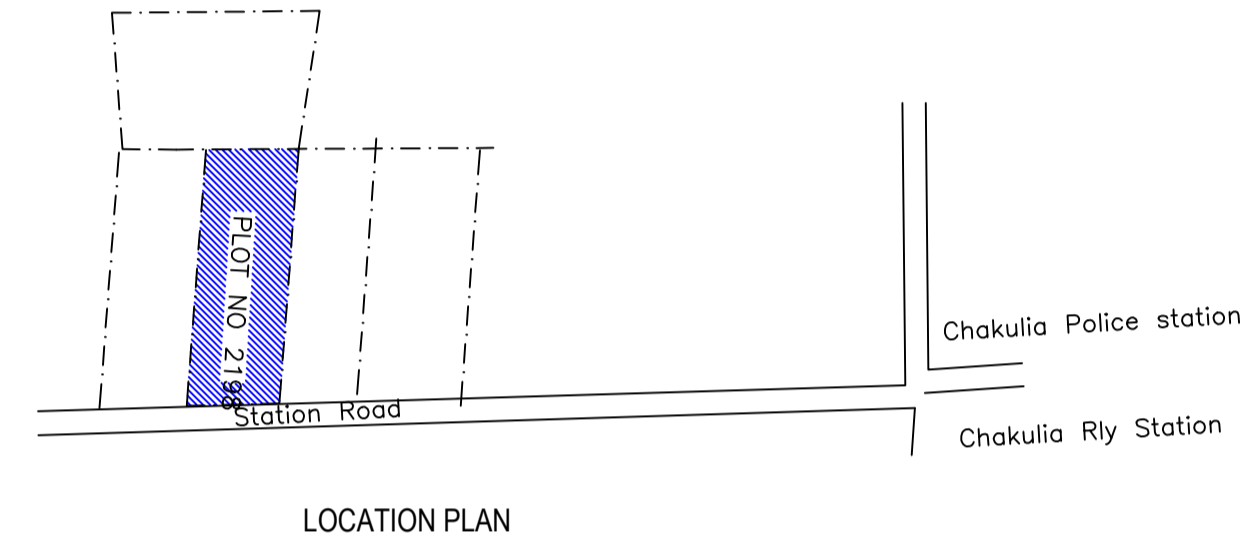 PLOT NO 2198
Chakulia Police station
Station Road
Chakulia Rly Station
LOCATION PLAN